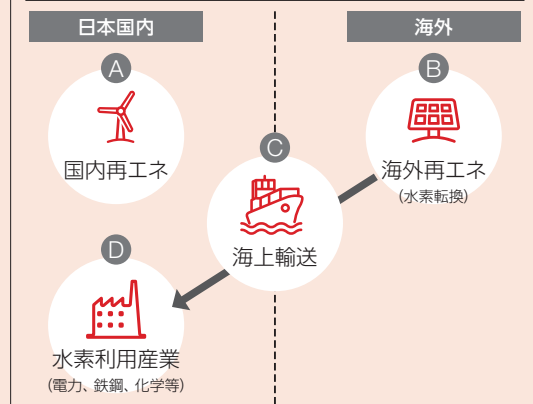 日本国内
海外
A
国内再エネ
B
海外再エネ
(水素転換)
C
海上輸送
D
水素利用産業
(電力、鉄鋼、化学等)